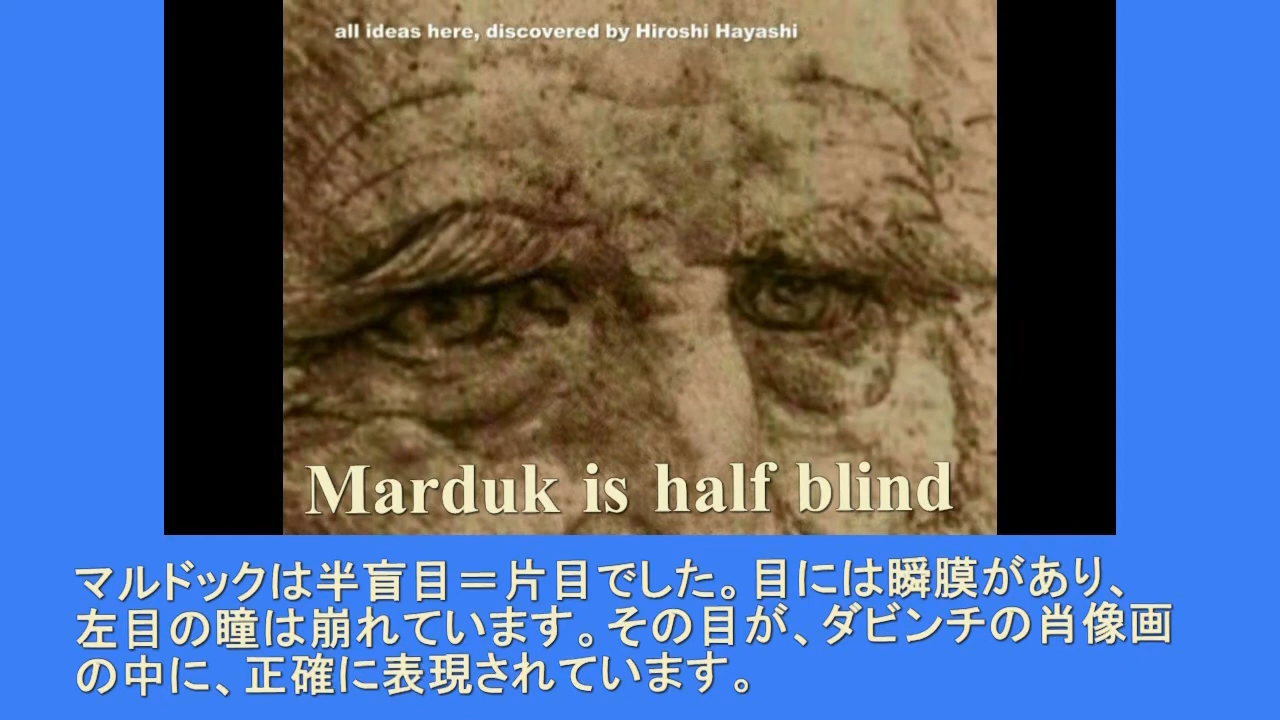 all ideas here, discovered by Hiroshi Hayashi
Marduk is half blind
マルドックは半盲目＝片目でした。目には瞬膜があり、
左目の瞳は崩れています。その目が、ダビンチの肖像画
の中に、正確に表現されています。